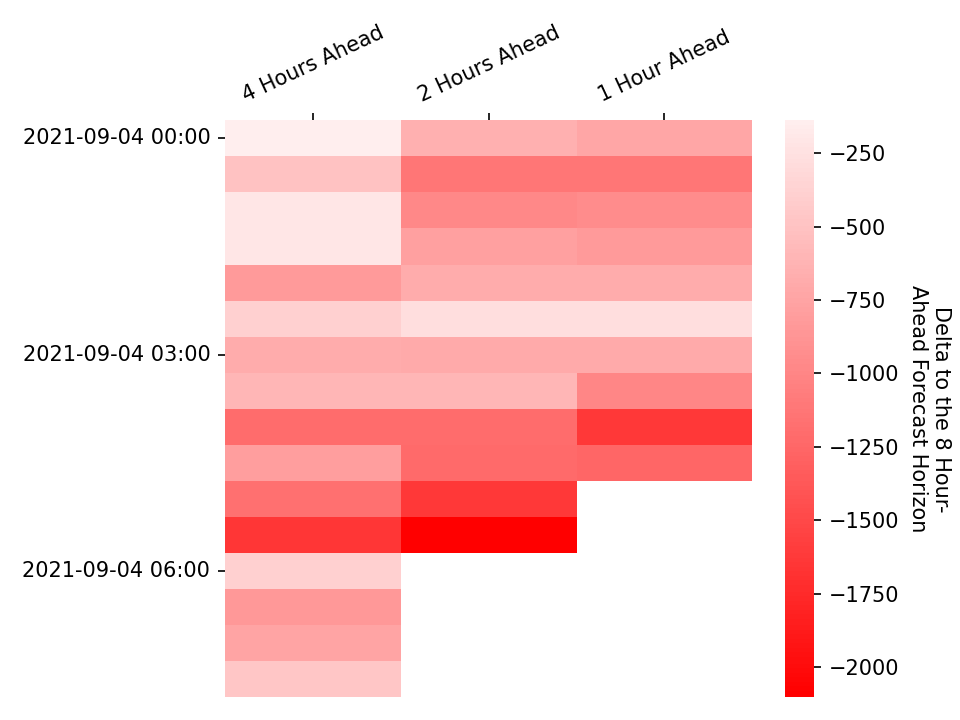 4 Hours Ahead
2 Hours Ahead
1 Hour Ahead
2021-09-04 00:00
2021-09-04 03:00
2021-09-04 06:00
−250
−500
−750
−1000
−1250
−1500
−1750
−2000
Delta to the 8 Hour-
Ahead Forecast Horizon